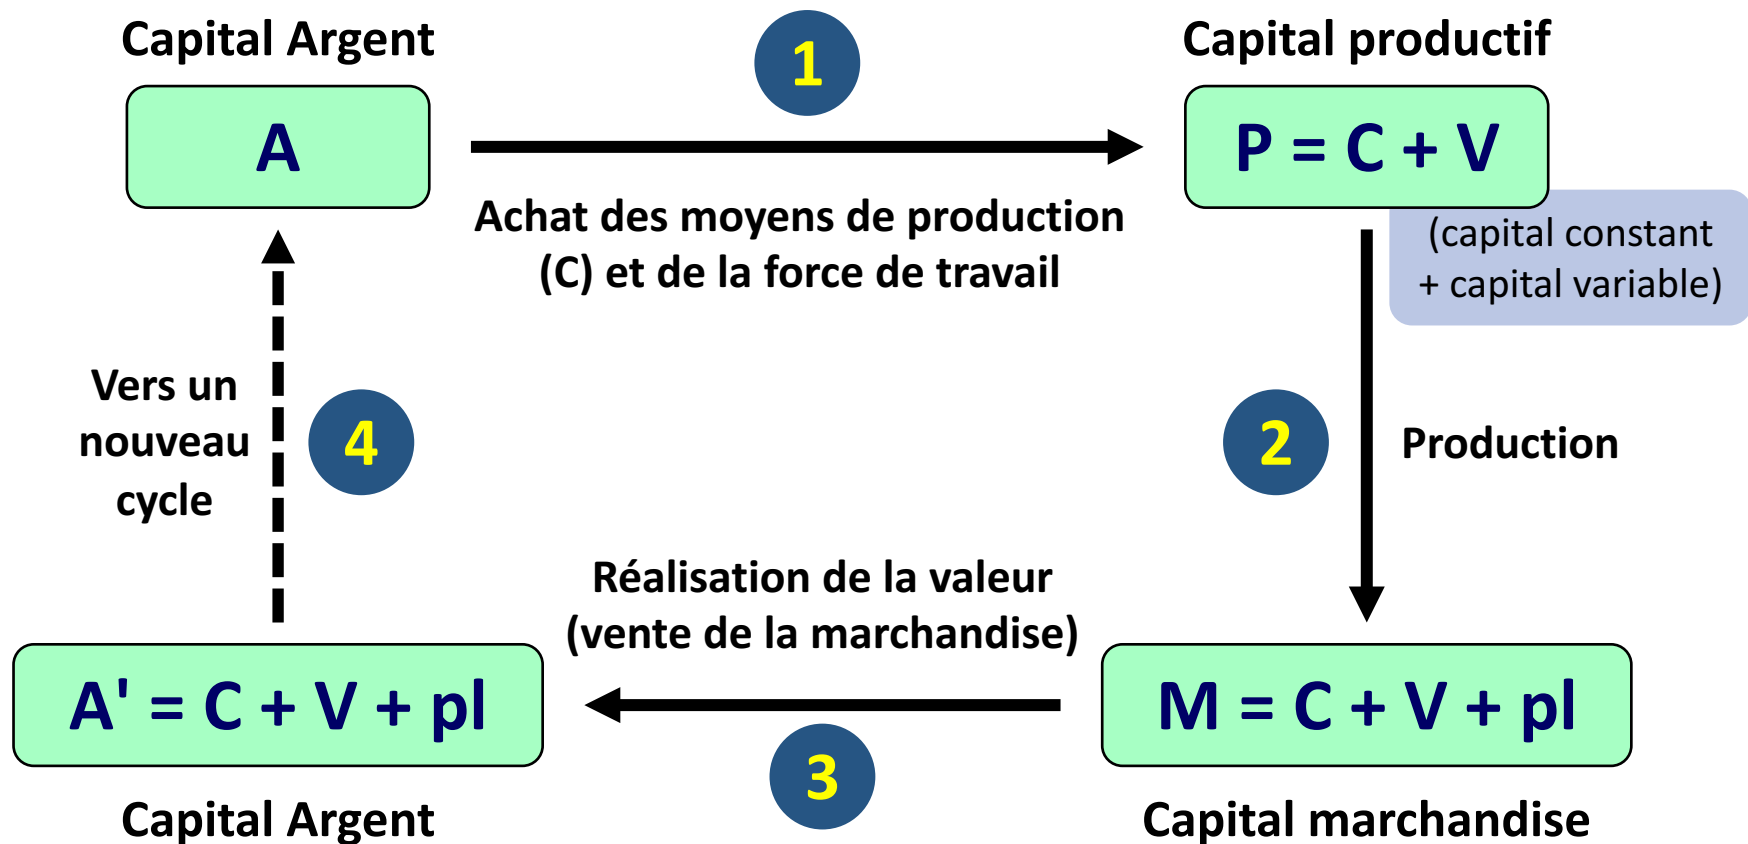 Capital Argent
1
Capital productif
A
P = C + V
Achat des moyens de production
(C) et de la force de travail
(capital constant
+ capital variable)
Vers un
nouveau
cycle
4
2
Production
Réalisation de la valeur
(vente de la marchandise)
A' = C + V + pl
M = C + V + pl
3
Capital Argent
Capital marchandise